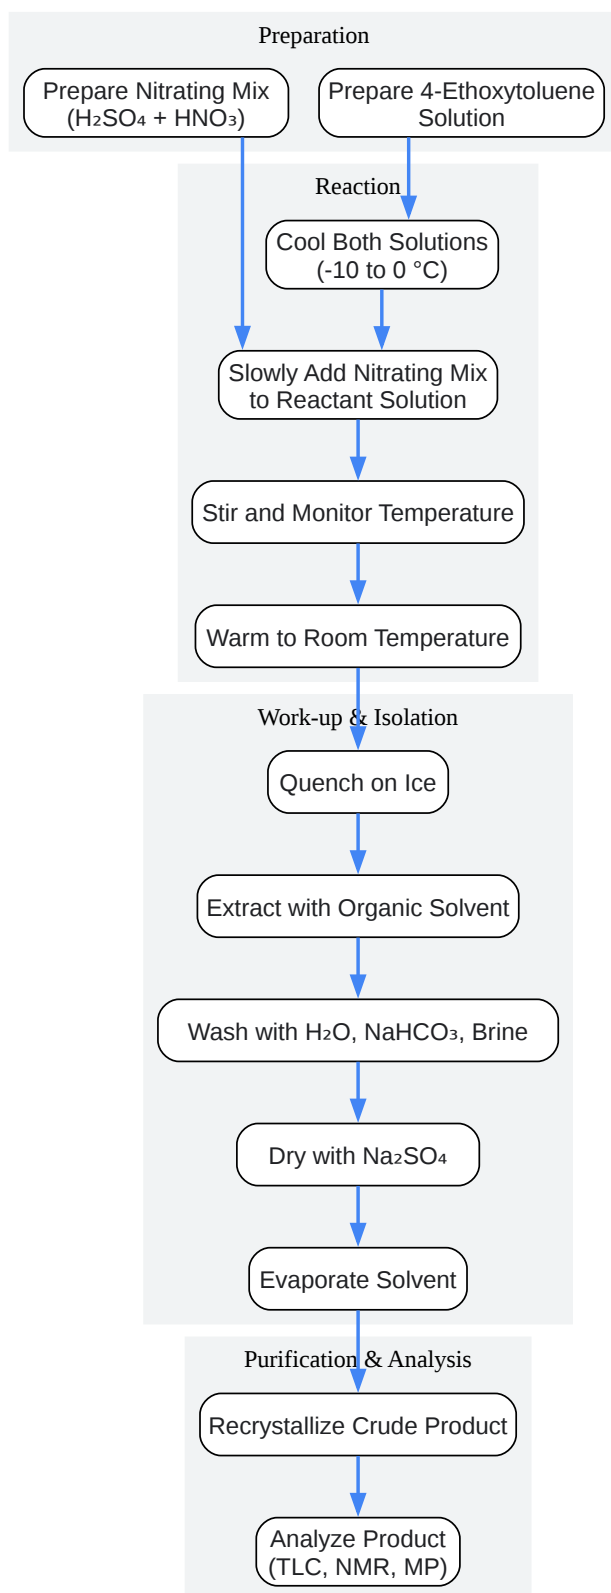 Preparation
Prepare Nitrating Mix
(H₂SO₄ + HNO₃)
Prepare 4-Ethoxytoluene
Solution
Reaction
Cool Both Solutions
(-10 to 0 °C)
Slowly Add Nitrating Mix
to Reactant Solution
Stir and Monitor Temperature
Warm to Room Temperature
Work-up & Isolation
Quench on Ice
Extract with Organic Solvent
Wash with H₂O, NaHCO₃, Brine
Dry with Na₂SO₄
Evaporate Solvent
Purification & Analysis
Recrystallize Crude Product
Analyze Product
(TLC, NMR, MP)